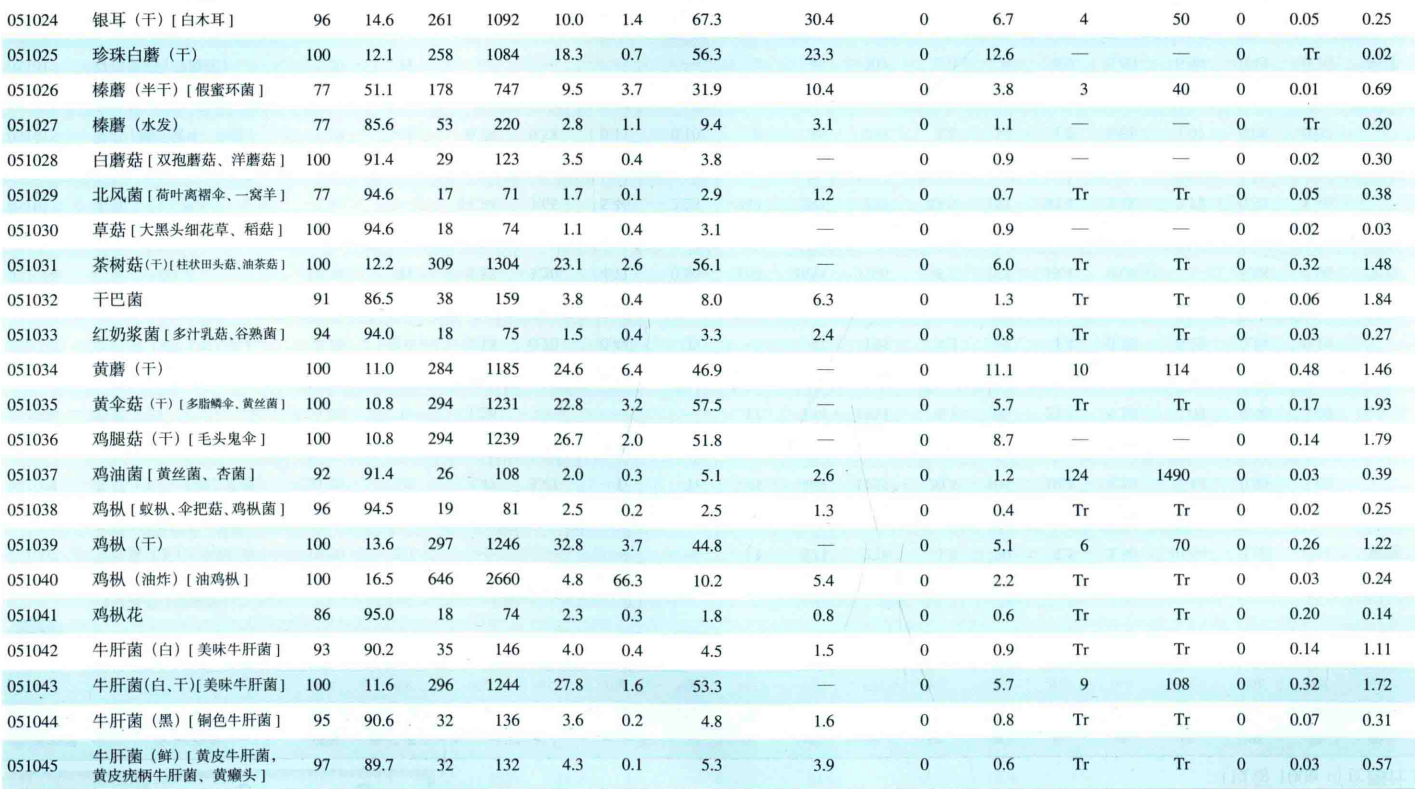 051024 银耳（干）[白木耳] 96 14.6 261 1092 10.0 1.4 67.3 30.4 0 6.7 4 50 0 0.05 0.25
051025 珍珠白蘑（干） 100 12.1 258 1084 18.3 0.7 56.3 23.3 0 12.6 — — 0 Tr 0.02
051026 榛蘑（半干）[假蜜环菌] 77 51.1 178 747 9.5 3.7 31.9 10.4 0 3.8 3 40 0 0.01 0.69
051027 榛蘑（水发） 77 85.6 53 220 2.8 1.1 9.4 3.1 0 1.1 — — 0 Tr 0.20
051028 白蘑菇[双孢蘑菇、洋蘑菇] 100 91.4 29 123 3.5 0.4 3.8 — 0 0.9 — — 0 0.02 0.30
051029 北风菌[荷叶离褶伞、一窝羊] 77 94.6 17 71 1.7 0.1 2.9 1.2 0 0.7 Tr Tr 0 0.05 0.38
051030 草菇[大黑头细花草、稻菇] 100 94.6 18 74 1.1 0.4 3.1 — 0 0.9 — — 0 0.02 0.03
051031 茶树菇(干)[柱状田头菇、油茶菇] 100 12.2 309 1304 23.1 2.6 56.1 — 0 6.0 Tr Tr 0 0.32 1.48
051032 干巴菌 91 86.5 38 159 3.8 0.4 8.0 6.3 0 1.3 Tr Tr 0 0.06 1.84
051033 红奶浆菌[多汁乳菇、谷熟菌] 94 94.0 18 75 1.5 0.4 3.3 2.4 0 0.8 Tr Tr 0 0.03 0.27
051034 黄蘑（干） 100 11.0 284 1185 24.6 6.4 46.9 — 0 11.1 10 114 0 0.48 1.46
051035 黄伞菇（干）[多脂鳞伞、黄丝菌] 100 10.8 294 1231 22.8 3.2 57.5 — 0 5.7 Tr Tr 0 0.17 1.93
051036 鸡腿菇（干）[毛头鬼伞] 100 10.8 294 1239 26.7 2.0 51.8 — 0 8.7 — — 0 0.14 1.79
051037 鸡油菌[黄丝菌、杏菌] 92 91.4 26 108 2.0 0.3 5.1 2.6 0 1.2 124 1490 0 0.03 0.39
051038 鸡枞[蚁枞、伞把菇、鸡枞菌] 96 94.5 19 81 2.5 0.2 2.5 1.3 0 0.4 Tr Tr 0 0.02 0.25
051039 鸡枞（干） 100 13.6 297 1246 3.7 44.8 — 0 5.1 6 70 0 0.26 1.22
051040 鸡枞（油炸）[油鸡枞] 100 16.5 646 2660 4.8 66.3 10.2 5.4 0 2.2 Tr Tr 0 0.03 0.24
051041 鸡枞花 86 95.0 18 74 2.3 0.3 1.8 0.8 0 0.6 Tr Tr 0 0.20 0.14
051042 牛肝菌（白）[美味牛肝菌] 93 90.2 35 146 4.0 0.4 4.5 1.5 0 0.9 Tr Tr 0 0.14 1.11
051043 牛肝菌(白、干)[美味牛肝菌] 100 11.6 296 1244 27.8 1.6 53.3 — 0 5.7 9 108 0 0.32 1.72
051044 牛肝菌（黑）[铜色牛肝菌] 95 90.6 32 136 3.6 0.2 4.8 1.6 0 0.8 Tr Tr 0 0.07 0.31
051045 牛肝菌（鲜）[黄皮牛肝菌， 97 89.7 32 132 4.3 0.1 5.3 3.9 0 0.6 Tr Tr 0 0.03 0.57
黄皮疣柄牛肝菌、黄癞头]